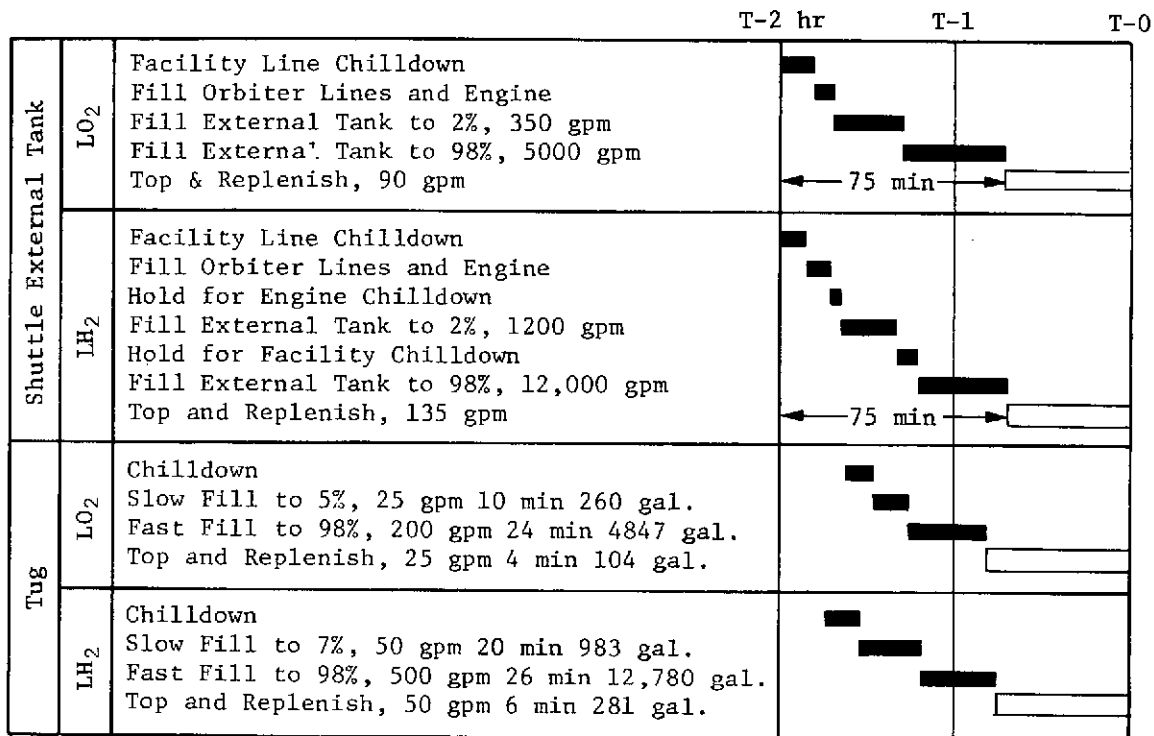 T-2 hr T-1 T-0
Shuttle External Tank
LO₂
Facility Line Chilldown
Fill Orbiter Lines and Engine
Fill External Tank to 2%, 350 gpm
Fill Externa'. Tank to 98%, 5000 gpm
Top & Replenish, 90 gpm
75 min
LH₂
Facility Line Chilldown
Fill Orbiter Lines and Engine
Hold for Engine Chilldown
Fill External Tank to 2%, 1200 gpm
Hold for Facility Chilldown
Fill External Tank to 98%, 12,000 gpm
Top and Replenish, 135 gpm
75 min
Tug
LO₂
Chilldown
Slow Fill to 5%, 25 gpm 10 min 260 gal.
Fast Fill to 98%, 200 gpm 24 min 4847 gal.
Top and Replenish, 25 gpm 4 min 104 gal.
LH₂
Chilldown
Slow Fill to 7%, 50 gpm 20 min 983 gal.
Fast Fill to 98%, 500 gpm 26 min 12,780 gal.
Top and Replenish, 50 gpm 6 min 281 gal.